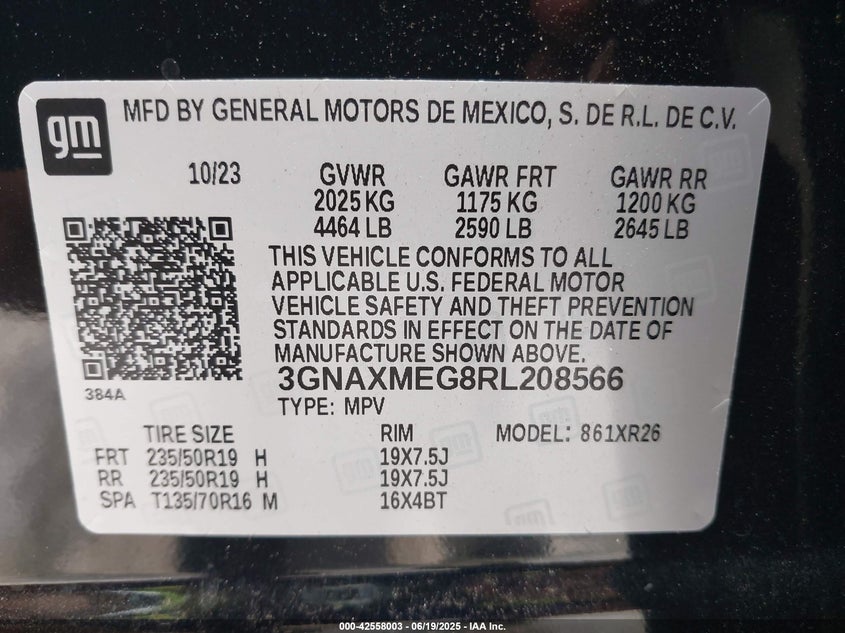 gm
MFD BY GENERAL MOTORS DE MEXICO, S. DE R.L. DE C.V.
10/23 GVWR GAWR FRT GAWR RR
2025 KG 1175 KG 1200 KG
4464 LB 2590 LB 2645 LB
THIS VEHICLE CONFORMS TO ALL
APPLICABLE U.S. FEDERAL MOTOR
VEHICLE SAFETY AND THEFT PREVENTION
STANDARDS IN EFFECT ON THE DATE OF
MANUFACTURE SHOWN ABOVE.
3GNAXMEG8RL208566
384A
TYPE: MPV
TIRE SIZE RIM MODEL: 861XR26
FRT 235/50R19 H 19X7.5J
RR 235/50R19 H 19X7.5J
SPA T135/70R16 M 16X4BT
000-42558003 - 06/19/2025 - IAA Inc.